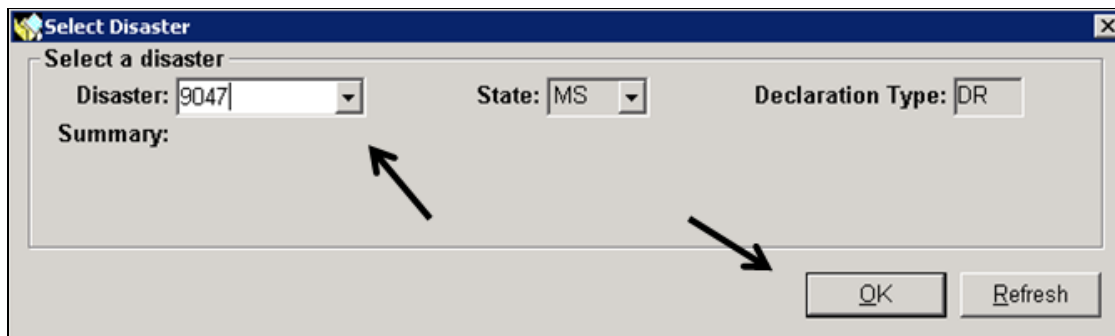 Select Disaster
Select a disaster
Disaster: 9047 State: MS Declaration Type: DR
Summary:
OK Refresh